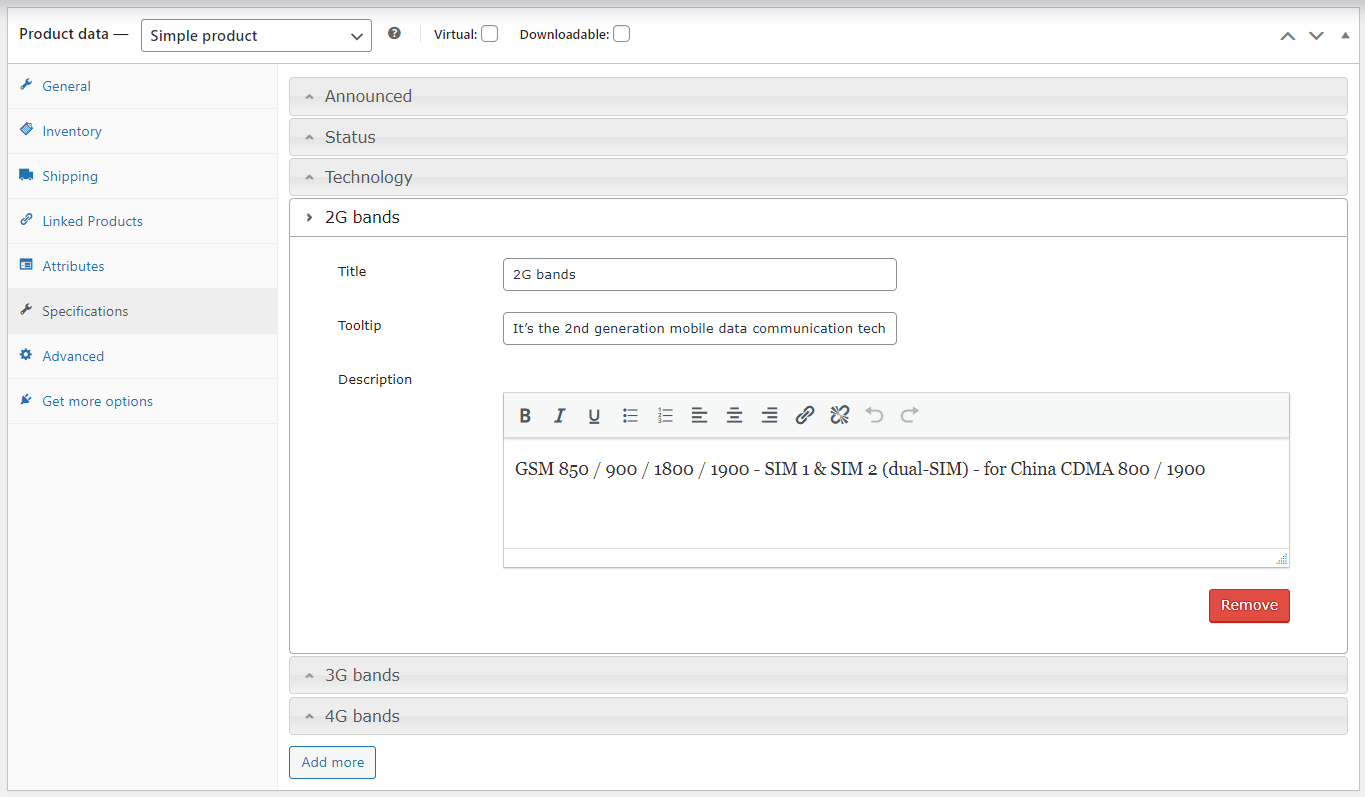 Product data — Simple product Virtual: Downloadable:
General
Inventory
Shipping
Linked Products
Attributes
Specifications
Advanced
Get more options
Announced
Status
Technology
2G bands
Title 2G bands
Tooltip It’s the 2nd generation mobile data communication tech
Description
B I U
GSM 850 / 900 / 1800 / 1900 - SIM 1 & SIM 2 (dual-SIM) - for China CDMA 800 / 1900
Remove
3G bands
4G bands
Add more